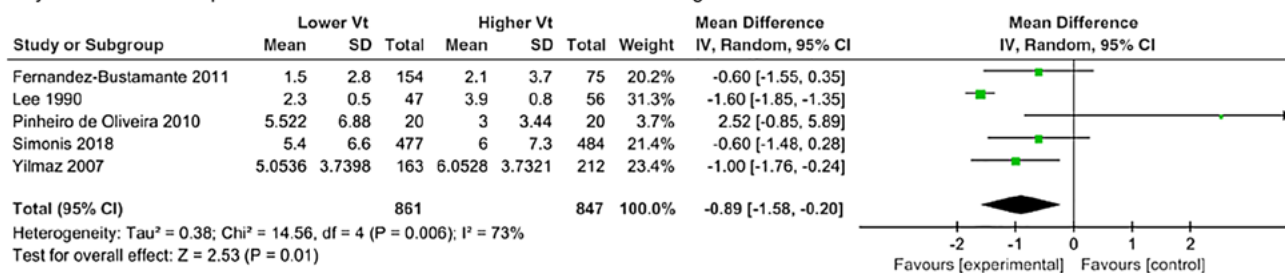 Lower Vt Higher Vt Mean Difference Mean Difference
Study or Subgroup Mean SD Total Mean SD Total Weight IV, Random, 95% CI IV, Random, 95% CI
Fernandez-Bustamante 2011 1.5 2.8 154 2.1 3.7 75 20.2% -0.60 [-1.55, 0.35]
Lee 1990 2.3 0.5 47 3.9 0.8 56 31.3% -1.60 [-1.85, -1.35]
Pinheiro de Oliveira 2010 5.522 6.88 20 3 3.44 20 3.7% 2.52 [-0.85, 5.89]
Simonis 2018 5.4 6.6 477 6 7.3 484 21.4% -0.60 [-1.48, 0.28]
Yilmaz 2007 5.0536 3.7398 163 6.0528 3.7321 212 23.4% -1.00 [-1.76, -0.24]
Total (95% CI) 861 847 100.0% -0.89 [-1.58, -0.20]
Heterogeneity: Tau² = 0.38; Chi² = 14.56, df = 4 (P = 0.006); I² = 73%
Test for overall effect: Z = 2.53 (P = 0.01)
-2 -1 0 1 2
Favours [experimental] Favours [control]